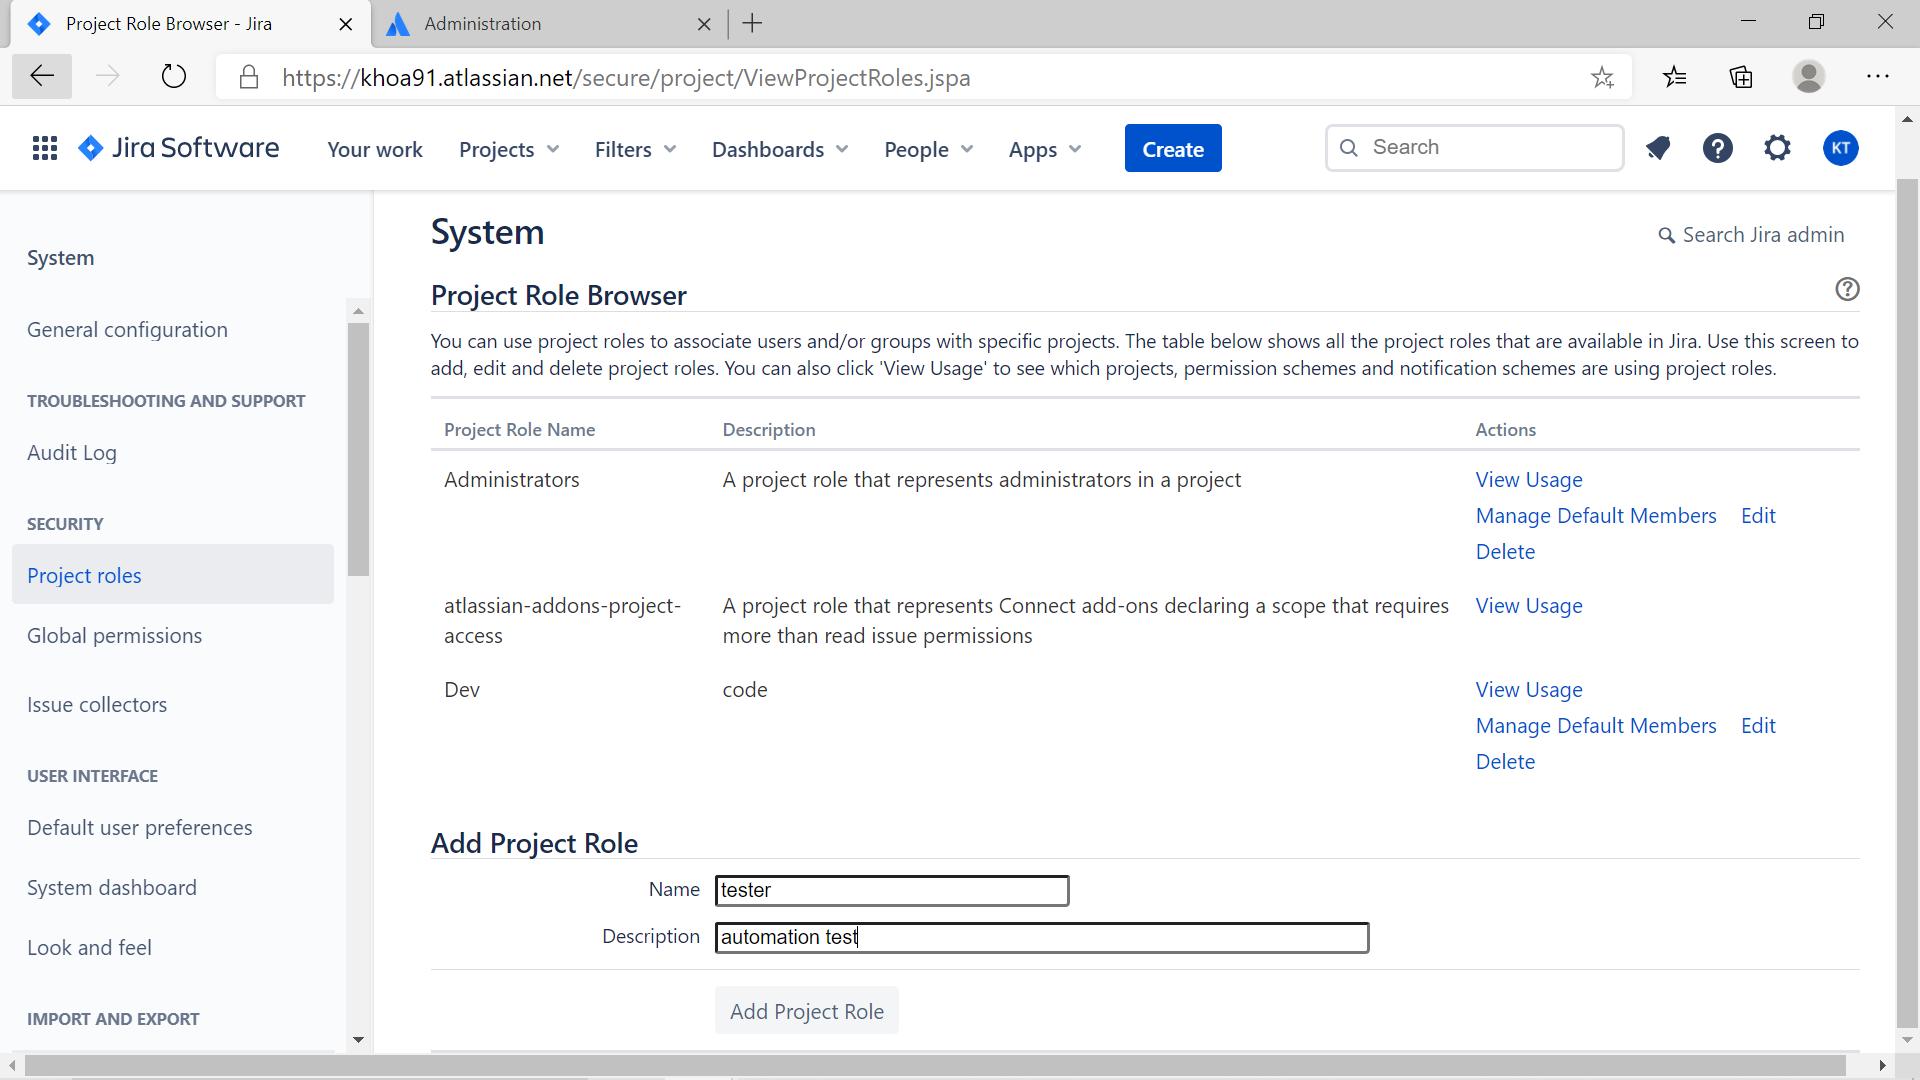 Project Role Browser - Jira
Administration
https://khoa91.atlassian.net/secure/project/ViewProjectRoles.jspa
Jira Software
Your work
Projects
Filters
Dashboards
People
Apps
Create
Search
KT
System
General configuration
TROUBLESHOOTING AND SUPPORT
Audit Log
SECURITY
Project roles
Global permissions
Issue collectors
USER INTERFACE
Default user preferences
System dashboard
Look and feel
IMPORT AND EXPORT
System
Search Jira admin
Project Role Browser
You can use project roles to associate users and/or groups with specific projects. The table below shows all the project roles that are available in Jira. Use this screen to
add, edit and delete project roles. You can also click 'View Usage' to see which projects, permission schemes and notification schemes are using project roles.
Project Role Name Description Actions
Administrators A project role that represents administrators in a project View Usage
Manage Default Members Edit
Delete
atlassian-addons-project- A project role that represents Connect add-ons declaring a scope that requires View Usage
access more than read issue permissions
Dev code View Usage
Manage Default Members Edit
Delete
Add Project Role
Name tester
Description automation test
Add Project Role